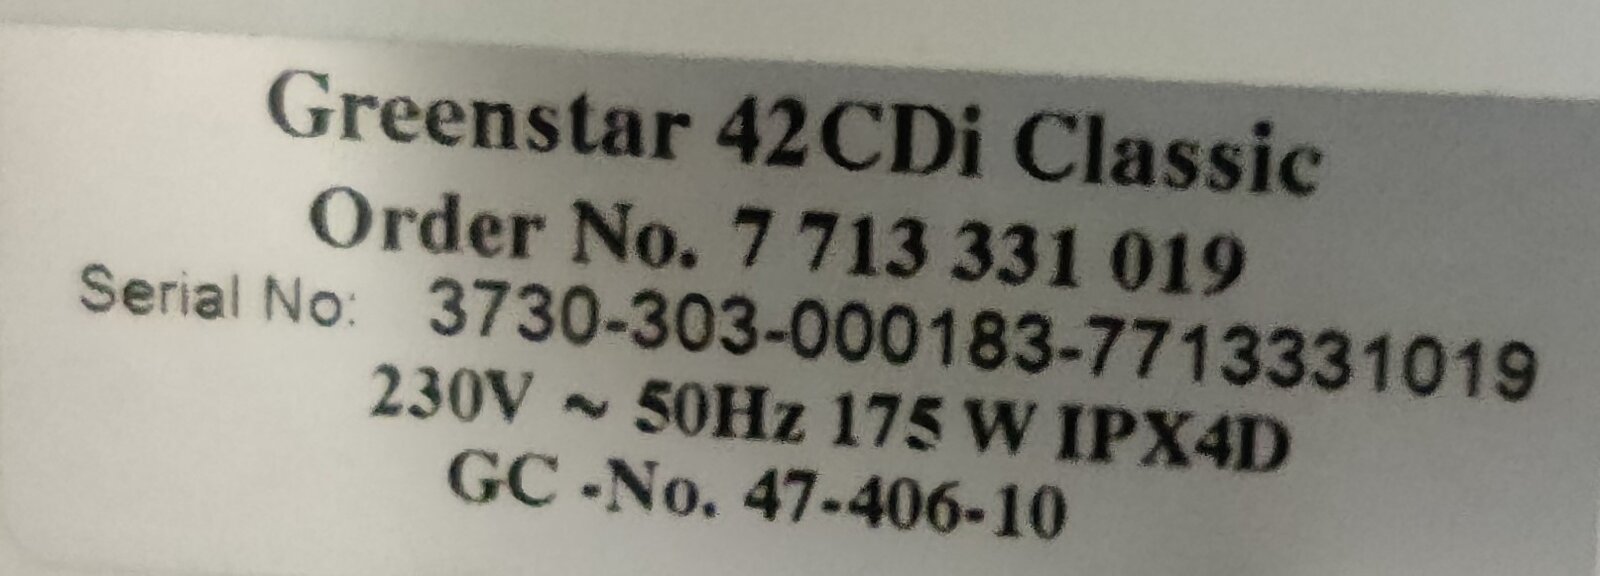 Greenstar 42CDi Classic
Order No. 7 713 331 019
Serial No: 3730-303-000183-7713331019
230V ~ 50Hz 175 W IPX4D
GC -No. 47-406-10